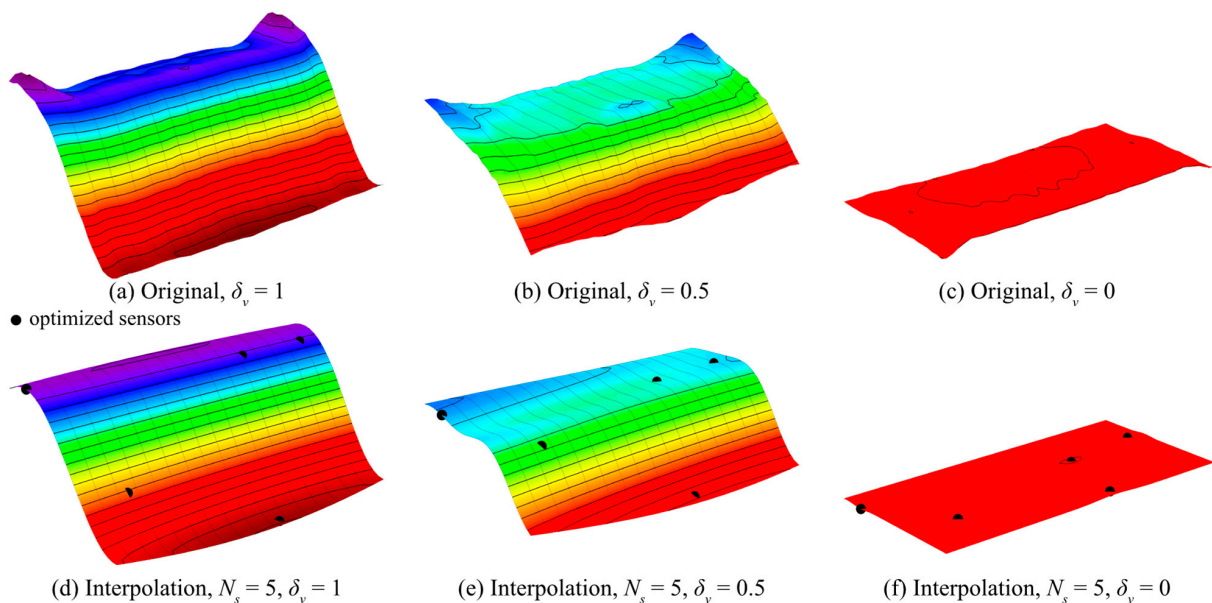 (a) Original, δᵥ = 1
(b) Original, δᵥ = 0.5
(c) Original, δᵥ = 0
● optimized sensors
(d) Interpolation, Nₛ = 5, δᵥ = 1
(e) Interpolation, Nₛ = 5, δᵥ = 0.5
(f) Interpolation, Nₛ = 5, δᵥ = 0